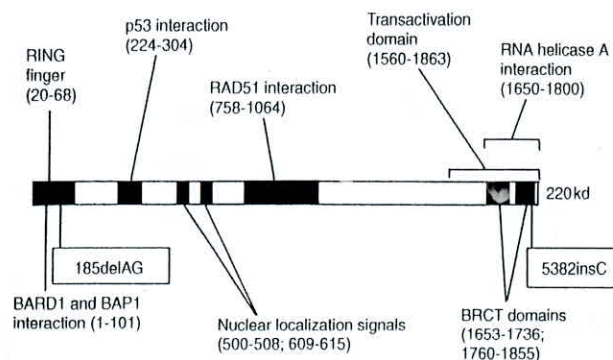 p53 interaction
(224-304)
Transactivation
domain
(1560-1863)
RNA helicase A
interaction
(1650-1800)
RING
finger
(20-68)
RAD51 interaction
(758-1064)
220kd
185delAG
5382insC
BARD1 and BAP1
interaction (1-101)
Nuclear localization signals
(500-508; 609-615)
BRCT domains
(1653-1736;
1760-1855)